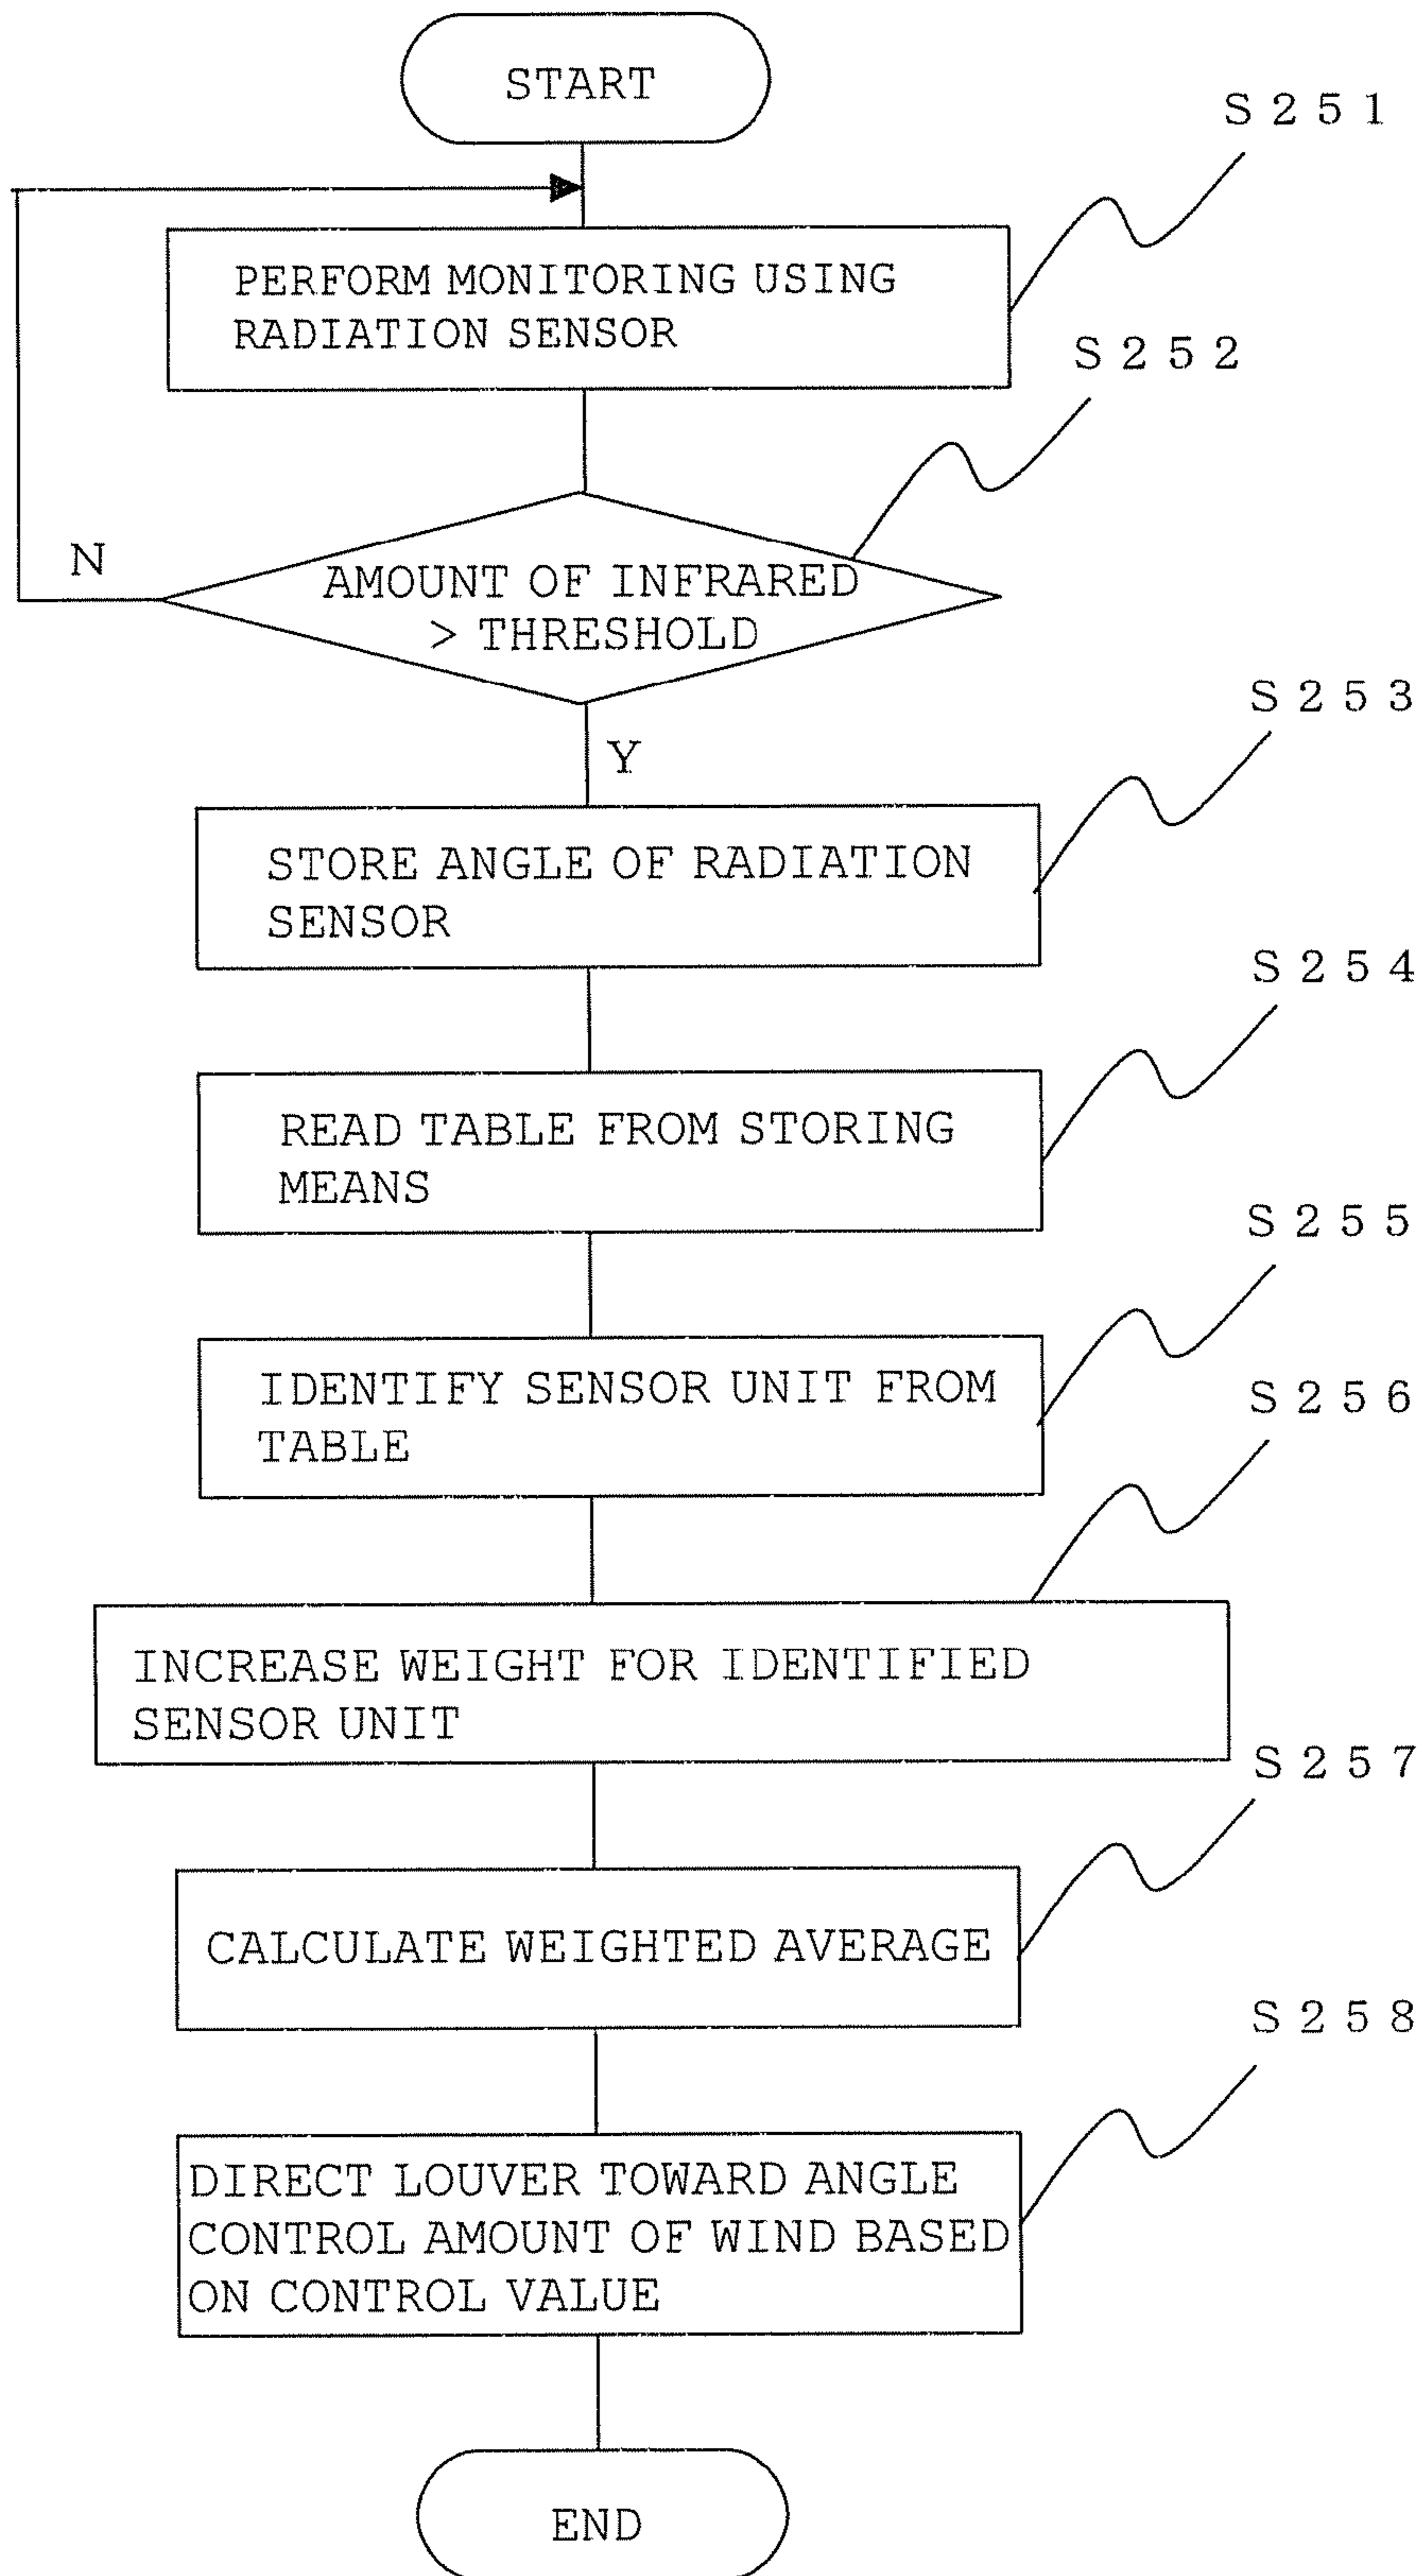 START
S251
PERFORM MONITORING USING
RADIATION SENSOR
S252
N
AMOUNT OF INFRARED
> THRESHOLD
S253
Y
STORE ANGLE OF RADIATION
SENSOR
S254
READ TABLE FROM STORING
MEANS
S255
IDENTIFY SENSOR UNIT FROM
TABLE
S256
INCREASE WEIGHT FOR IDENTIFIED
SENSOR UNIT
S257
CALCULATE WEIGHTED AVERAGE
S258
DIRECT LOUVER TOWARD ANGLE
CONTROL AMOUNT OF WIND BASED
ON CONTROL VALUE
END